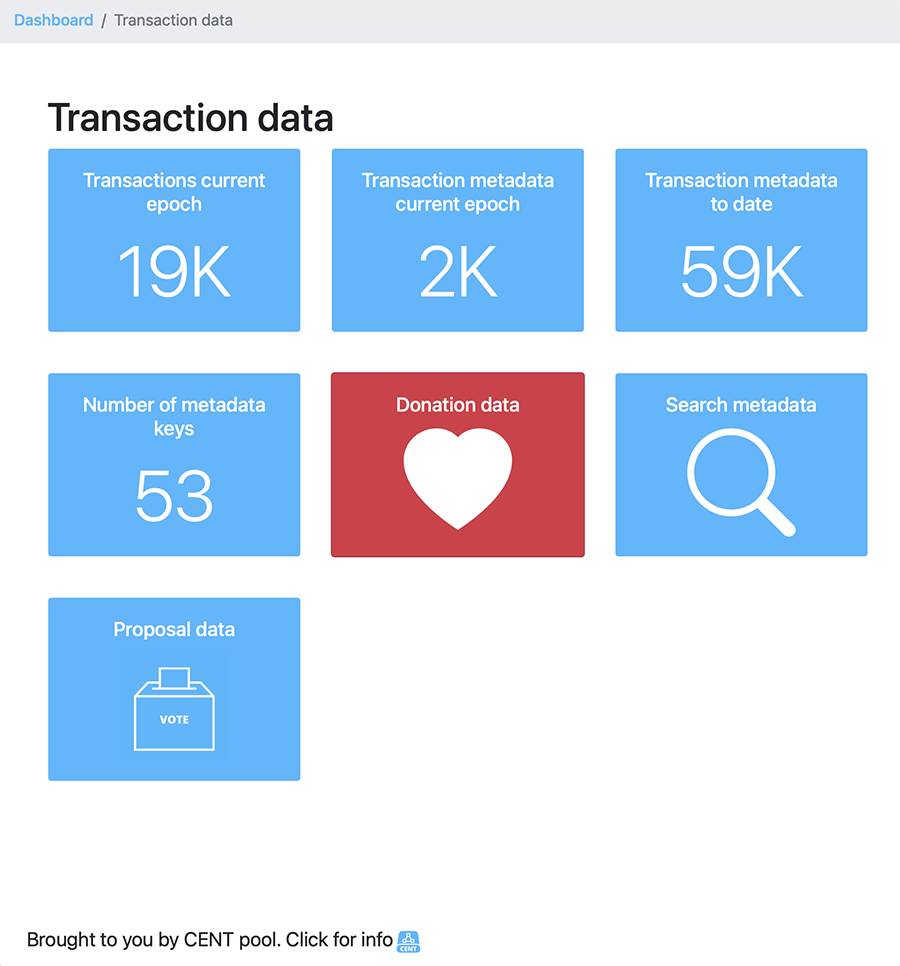 Dashboard / Transaction data
Transaction data
Transactions current
epoch
19K
Transaction metadata
current epoch
2K
Transaction metadata
to date
59K
Number of metadata
keys
53
Donation data
Search metadata
Proposal data
VOTE
Brought to you by CENT pool. Click for info
CENT